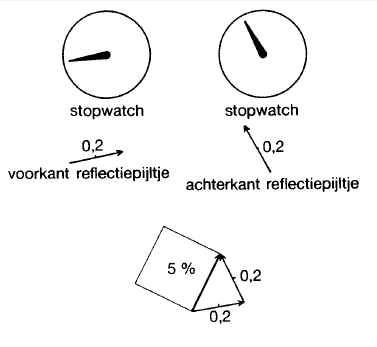 stopwatch
stopwatch
0,2
voorkant reflectiepijltje
0,2
achterkant reflectiepijltje
5 %
0,2
0,2